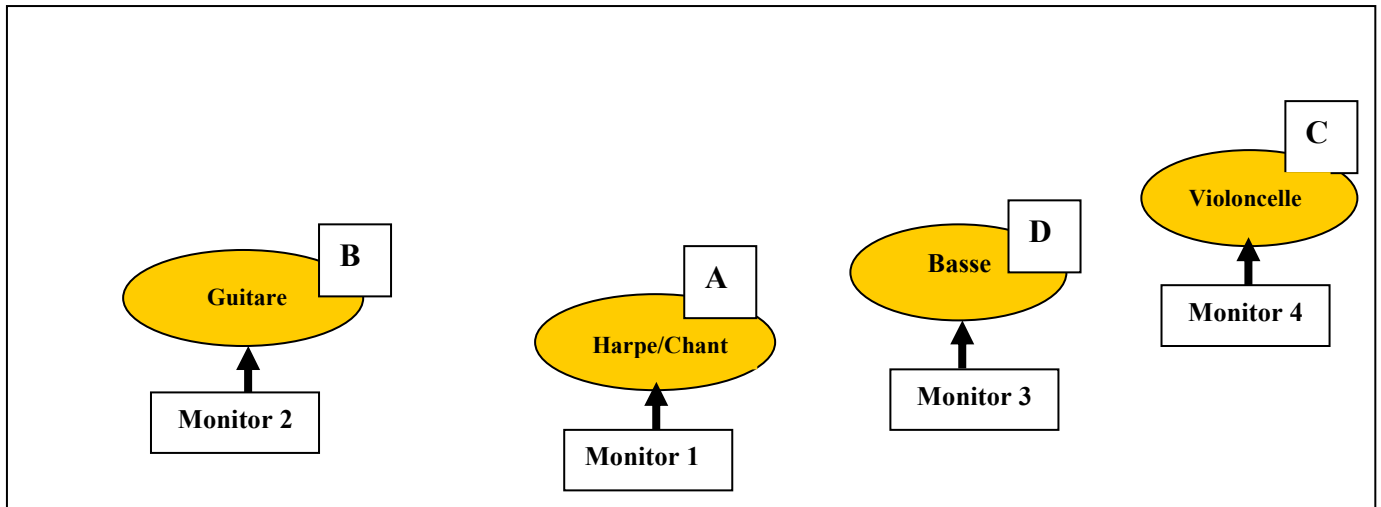 B
Guitare
Monitor 2
A
Harpe/Chant
Monitor 1
D
Basse
Monitor 3
C
Violoncelle
Monitor 4